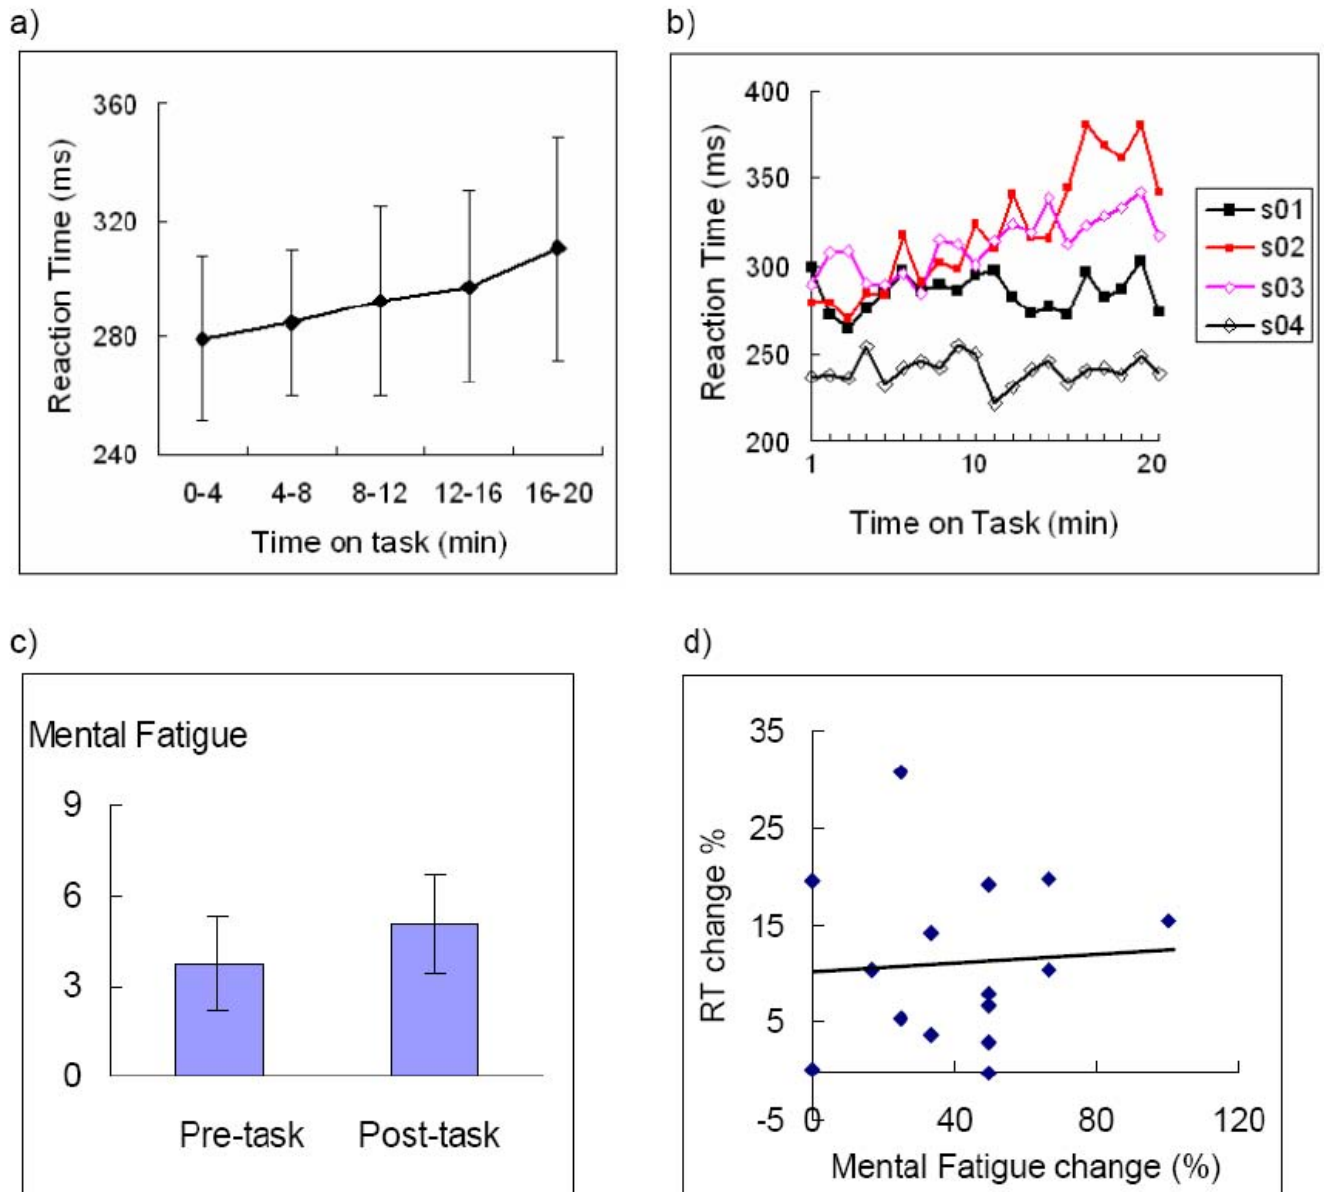 a)
360
320
280
240
Reaction Time (ms)
0-4 4-8 8-12 12-16 16-20
Time on task (min)
b)
400
350
300
250
200
Reaction Time (ms)
1 10 20
Time on Task (min)
s01
s02
s03
s04
c)
Mental Fatigue
9
6
3
0
Pre-task Post-task
d)
35
25
15
5
-5
RT change %
0 40 80 120
Mental Fatigue change (%)